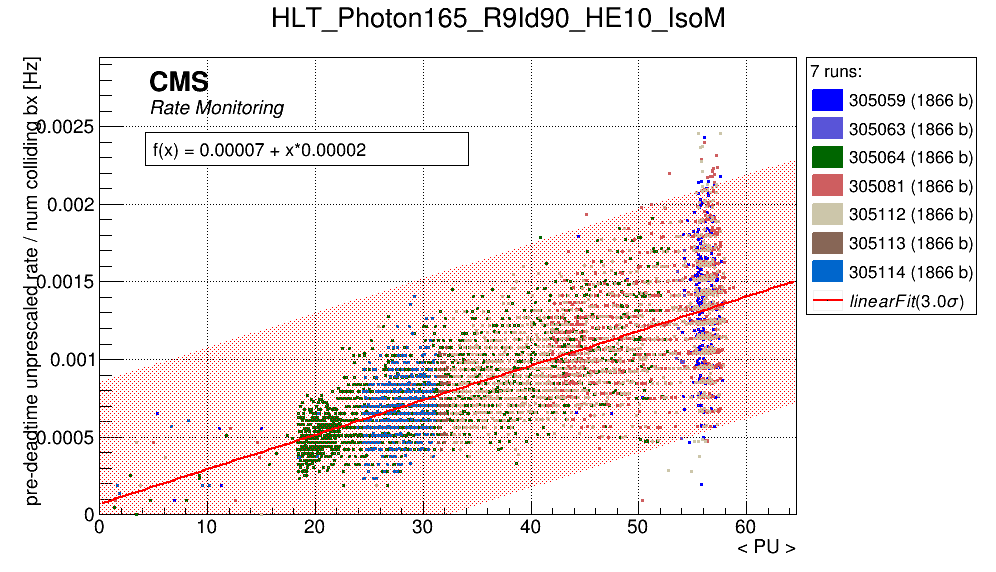 HLT_Photon165_R9Id90_HE10_IsoM
pre-deadtime unprescaled rate / num colliding bx [Hz]
CMS
Rate Monitoring
f(x) = 0.00007 + x*0.00002
0.0025
0.002
0.0015
0.001
0.0005
0
0 10 20 30 40 50 60
< PU >
7 runs:
305059 (1866 b)
305063 (1866 b)
305064 (1866 b)
305081 (1866 b)
305112 (1866 b)
305113 (1866 b)
305114 (1866 b)
linearFit(3.0σ)